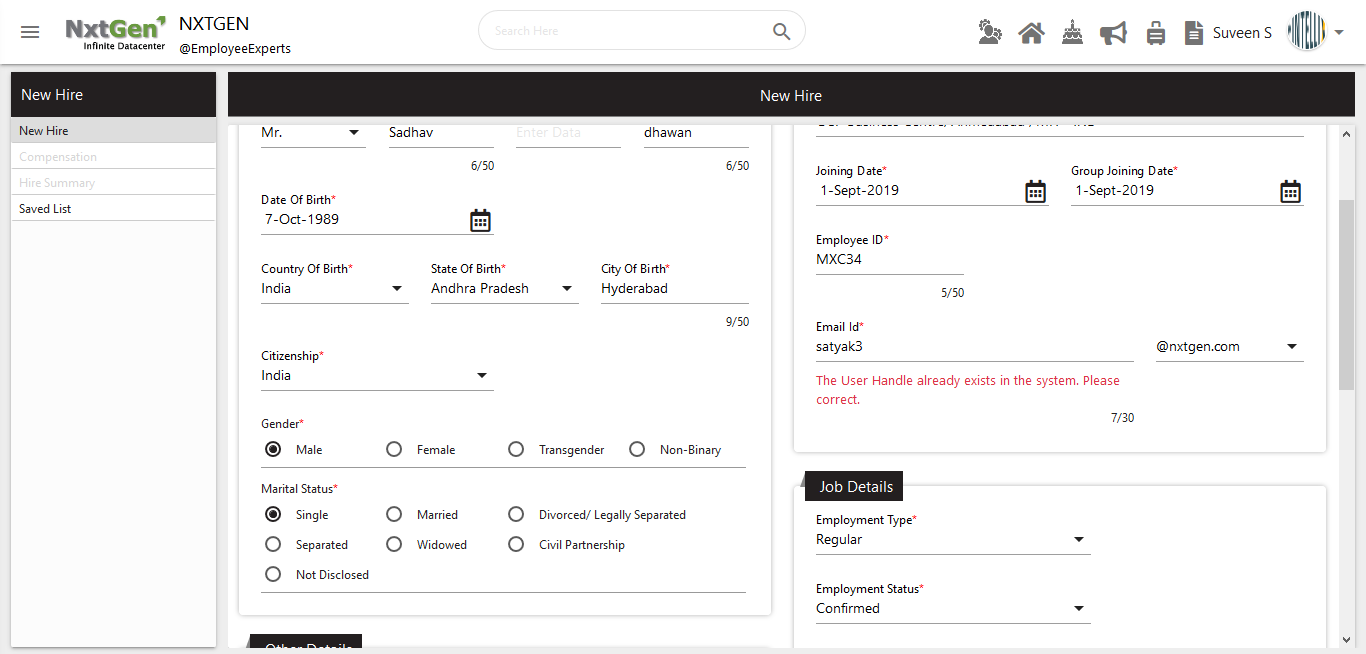 NxtGen
Infinite Datacenter
NXTGEN
@EmployeeExperts
Search Here
Suveen S
New Hire
New Hire
Compensation
Hire Summary
Saved List
New Hire
Mr.
Sadhav
Enter Data
dhawan
6/50
6/50
Date Of Birth*
7-Oct-1989
Country Of Birth*
India
State Of Birth*
Andhra Pradesh
City Of Birth*
Hyderabad
9/50
Citizenship*
India
Gender*
Male
Female
Transgender
Non-Binary
Marital Status*
Single
Married
Divorced/ Legally Separated
Separated
Widowed
Civil Partnership
Not Disclosed
Other Details
Joining Date*
1-Sept-2019
Group Joining Date*
1-Sept-2019
Employee ID*
MXC34
5/50
Email Id*
satyak3
@nxtgen.com
The User Handle already exists in the system. Please
correct.
7/30
Job Details
Employment Type*
Regular
Employment Status*
Confirmed